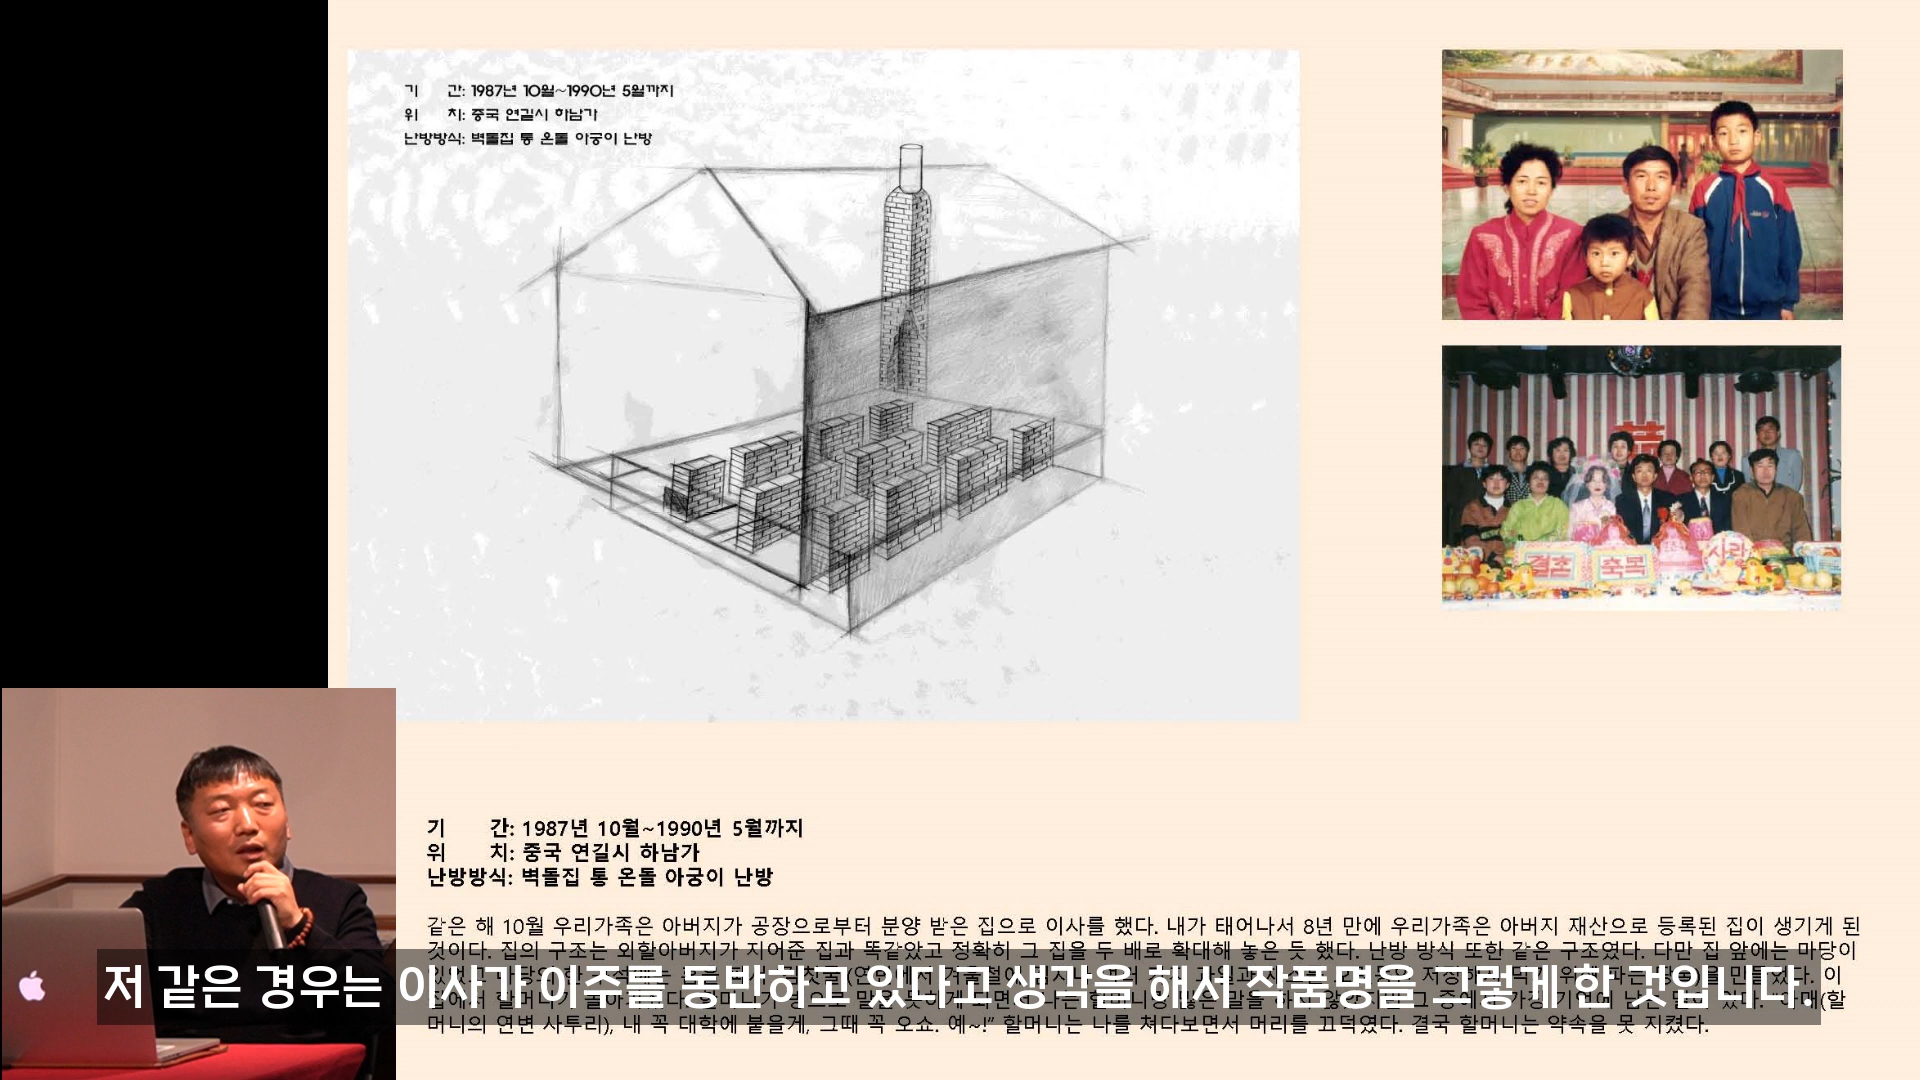 기 간: 1987년 10월~1990년 5월까지
위 치: 중국 연길시 하남가
난방방식: 벽돌집 통 온돌 아궁이 난방
결혼
축복
사랑
기 간: 1987년 10월~1990년 5월까지
위 치: 중국 연길시 하남가
난방방식: 벽돌집 통 온돌 아궁이 난방
같은 해 10월 우리가족은 아버지가 공장으로부터 분양 받은 집으로 이사를 했다. 내가 태어나서 8년 만에 우리가족은 아버지 재산으로 등록된 집이 생기게 된
것이다. 집의 구조는 외할아버지가 지어준 집과 똑같았고 정확히 그 집을 두 배로 확대해 놓은 듯 했다. 난방 방식 또한 같은 구조였다. 다만 집 앞에는 마당이
저 같은 경우는 이사가 이주를 동반하고 있다고 생각을 해서 작품명을 그렇게 한 것입니다.
머니의 연변 사투리), 내 꼭 대학에 붙을게, 그때 꼭 오쇼. 예~!” 할머니는 나를 쳐다보면서 머리를 끄덕였다. 결국 할머니는 약속을 못 지켰다.